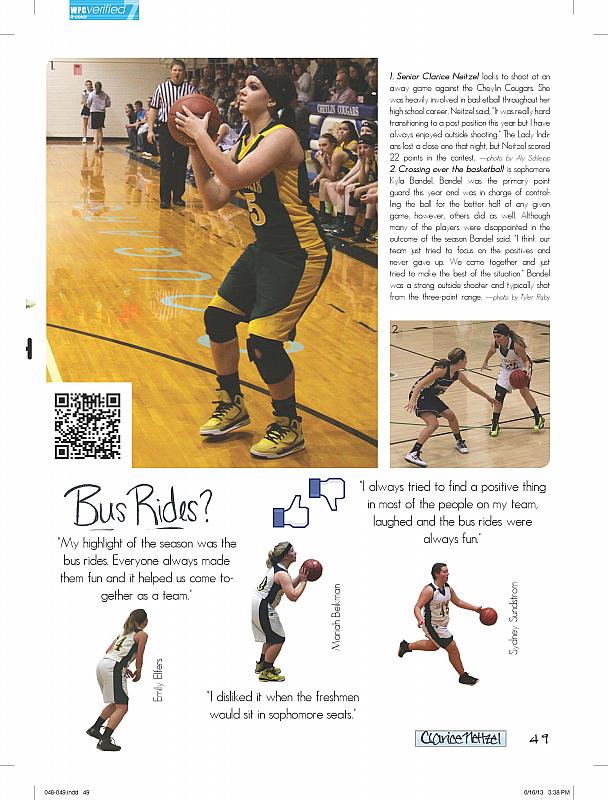 WPC verified 7
4-color
1
CHEYLIN COUGARS
5
1. Senior Clarice Neitzel looks to shoot at an
away game against the Cheylin Cougars. She
was heavily involved in basketball throughout her
high school career. Neitzel said, "It was really hard
transitioning to a post position this year but I have
always enjoyed outside shooting." The Lady Indi-
ans lost a close one that night, but Neitzel scored
22 points in the contest. —photo by Aly Schlepp
2. Crossing over the basketball is sophomore
Kyla Bandel. Bandel was the primary point
guard this year and was in charge of control-
ling the ball for the better half of any given
game, however, others did as well. Although
many of the players were disappointed in the
outcome of the season Bandel said, "I think our
team just tried to focus on the positives and
never gave up. We came together and just
tried to make the best of the situation." Bandel
was a strong outside shooter and typically shot
from the three-point range. —photo by Tyler Raby
2
Bus Rides?
"My highlight of the season was the
bus rides. Everyone always made
them fun and it helped us come to-
gether as a team."
Emily Elfers
Mariah Beikman
"I disliked it when the freshmen
would sit in sophomore seats."
"I always tried to find a positive thing
in most of the people on my team,
laughed and the bus rides were
always fun."
Sydney Sundstrom
Clarice Neitzel
49
048-049.indd 49
6/16/13 3:38 PM